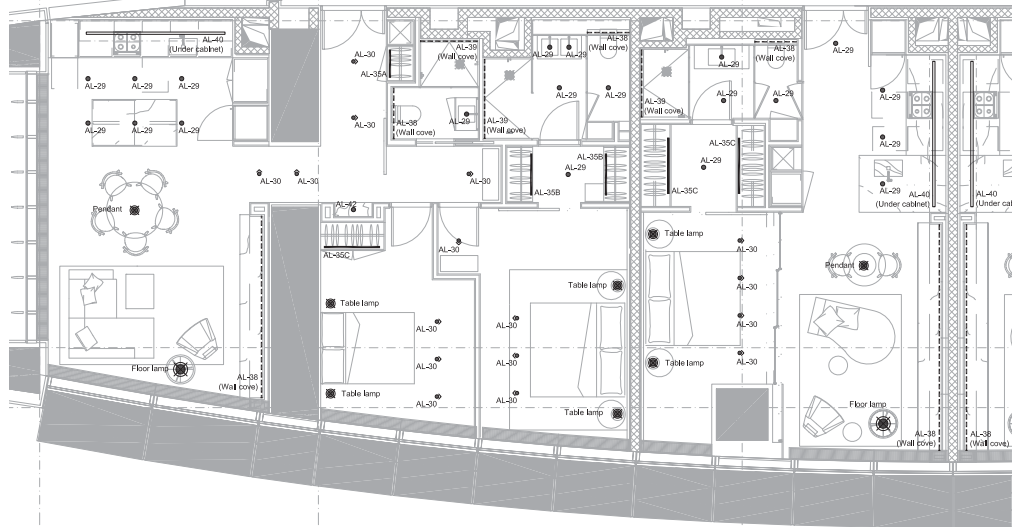 AL-40
(Under cabinet)
AL-29
AL-29
AL-29
AL-29
AL-29
AL-29
AL-30
AL-35A
AL-30
AL-39
(Wall cove)
AL-38
(Wall cove)
AL-29
AL-38
(Wall cove)
AL-29
AL-29
AL-29
AL-29
AL-39
(Wall cove)
AL-38
(Wall cove)
AL-29
AL-29
AL-29
AL-39
(Wall cove)
AL-29
AL-29
AL-29
AL-29
AL-40
(Under cabinet)
AL-40
(Under cab
AL-30
AL-30
AL-30
AL-35B
AL-29
AL-35B
AL-35C
AL-29
AL-35C
Pendant
AL-42
AL-35C
AL-30
Table lamp
AL-30
Table lamp
Pendant
Table lamp
AL-30
Table lamp
AL-30
AL-30
AL-30
AL-30
AL-30
AL-30
Table lamp
AL-30
Floor lamp
AL-38
(Wall cove)
Table lamp
AL-30
AL-30
Table lamp
Floor lamp
AL-38
(Wall cove)
AL-38
(Wall cove)